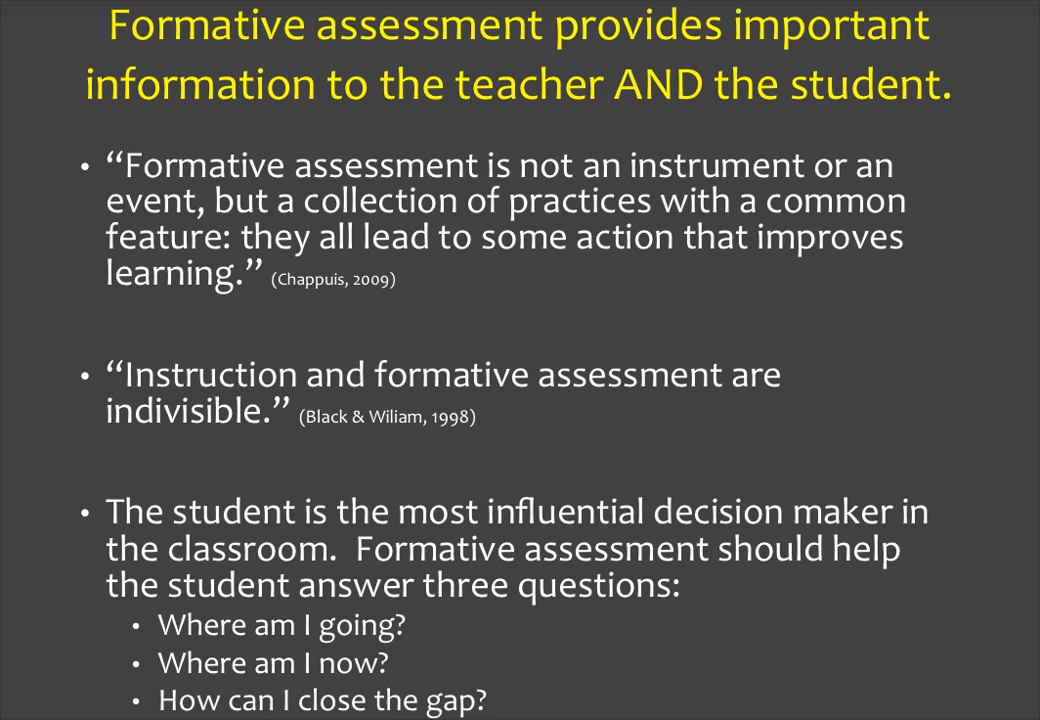 Formative assessment provides important
information to the teacher AND the student.
• “Formative assessment is not an instrument or an
event, but a collection of practices with a common
feature: they all lead to some action that improves
learning.” (Chappuis, 2009)
• “Instruction and formative assessment are
indivisible.” (Black & Wiliam, 1998)
• The student is the most influential decision maker in
the classroom.  Formative assessment should help
the student answer three questions:
• Where am I going?
• Where am I now?
• How can I close the gap?